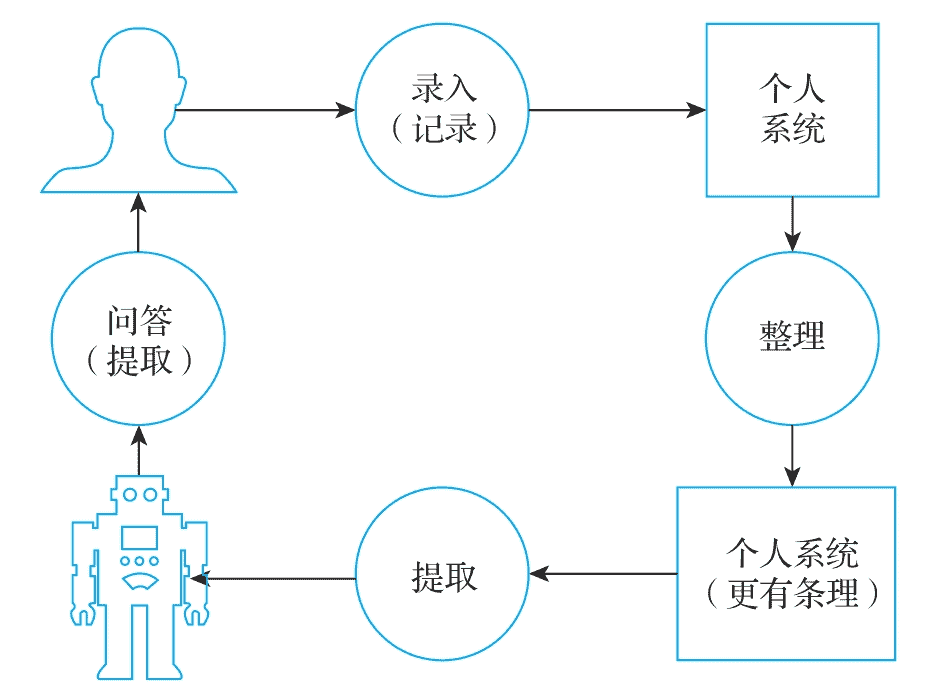 录入
（记录）
个人
系统
问答
（提取）
整理
提取
个人系统
（更有条理）